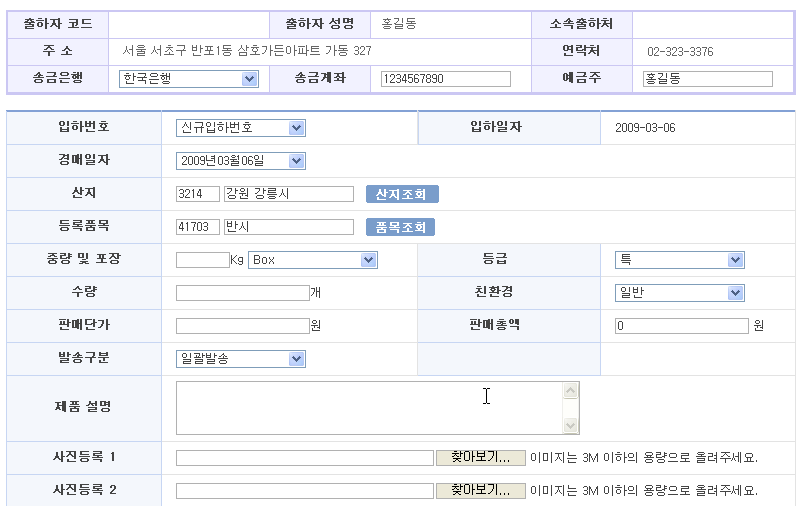 출하자 코드 출하자 성명 홍길동 소속출하처
주 소 서울 서초구 반포1동 삼호가든아파트 가동 327 연락처 02-323-3376
송금은행 한국은행 송금계좌 1234567890 예금주 홍길동
입하번호 신규입하번호 입하일자 2009-03-06
경매일자 2009년03월06일
산지 3214 강원 강릉시 산지조회
등록품목 41703 반시 품목조회
중량 및 포장 Kg Box 등급 특
수량 개 친환경 일반
판매단가 원 판매총액 0 원
발송구분 일괄발송
제품 설명
사진등록 1 찾아보기... 이미지는 3M 이하의 용량으로 올려주세요.
사진등록 2 찾아보기... 이미지는 3M 이하의 용량으로 올려주세요.